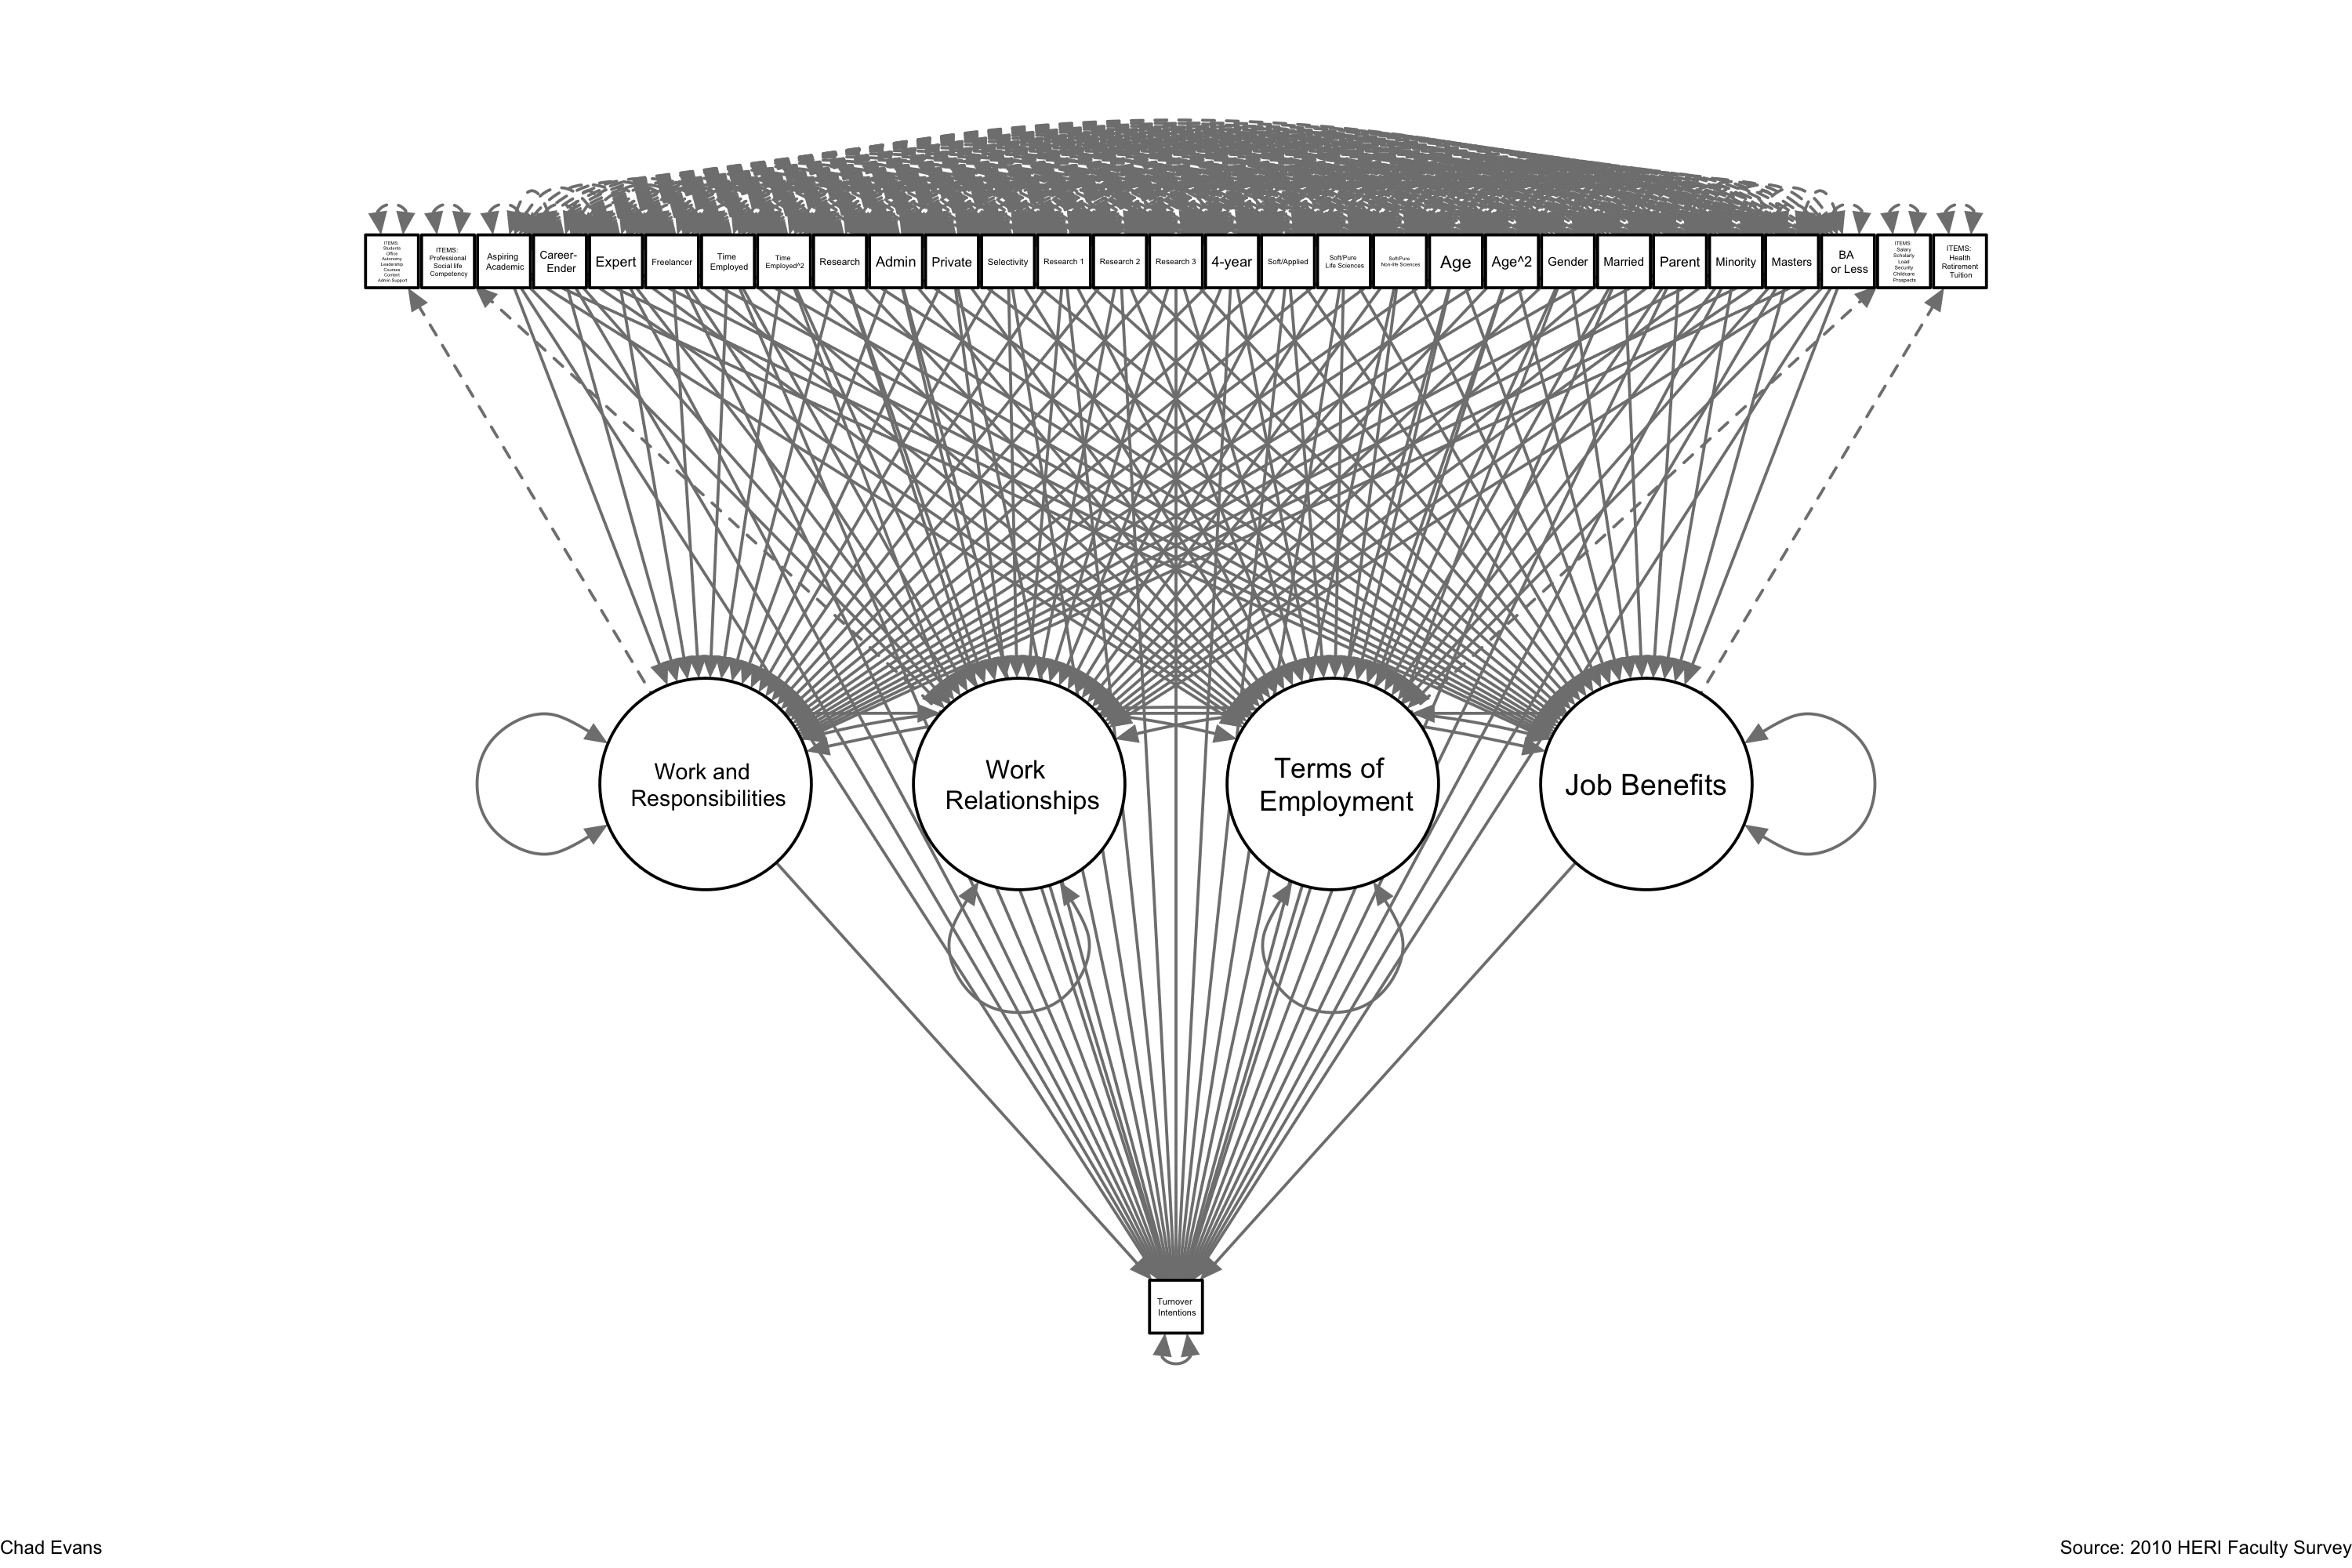 ITEMS:
Students
Office
Autonomy
Leadership
Courses
Context
Admin Support
ITEMS:
Professional
Social life
Competency
Aspiring
Academic
Career-
Ender
Expert
Freelancer
Time
Employed
Time
Employed^2
Research
Admin
Private
Selectivity
Research 1
Research 2
Research 3
4-year
Soft/Applied
Soft/Pure
Life Sciences
Soft/Pure
Non-life Sciences
Age
Age^2
Gender
Married
Parent
Minority
Masters
BA
or Less
ITEMS:
Salary
Scholarly
Load
Security
Childcare
Prospects
ITEMS:
Health
Retirement
Tuition
Work and
Responsibilities
Work
Relationships
Terms of
Employment
Job Benefits
Turnover
Intentions
Chad Evans
Source: 2010 HERI Faculty Survey